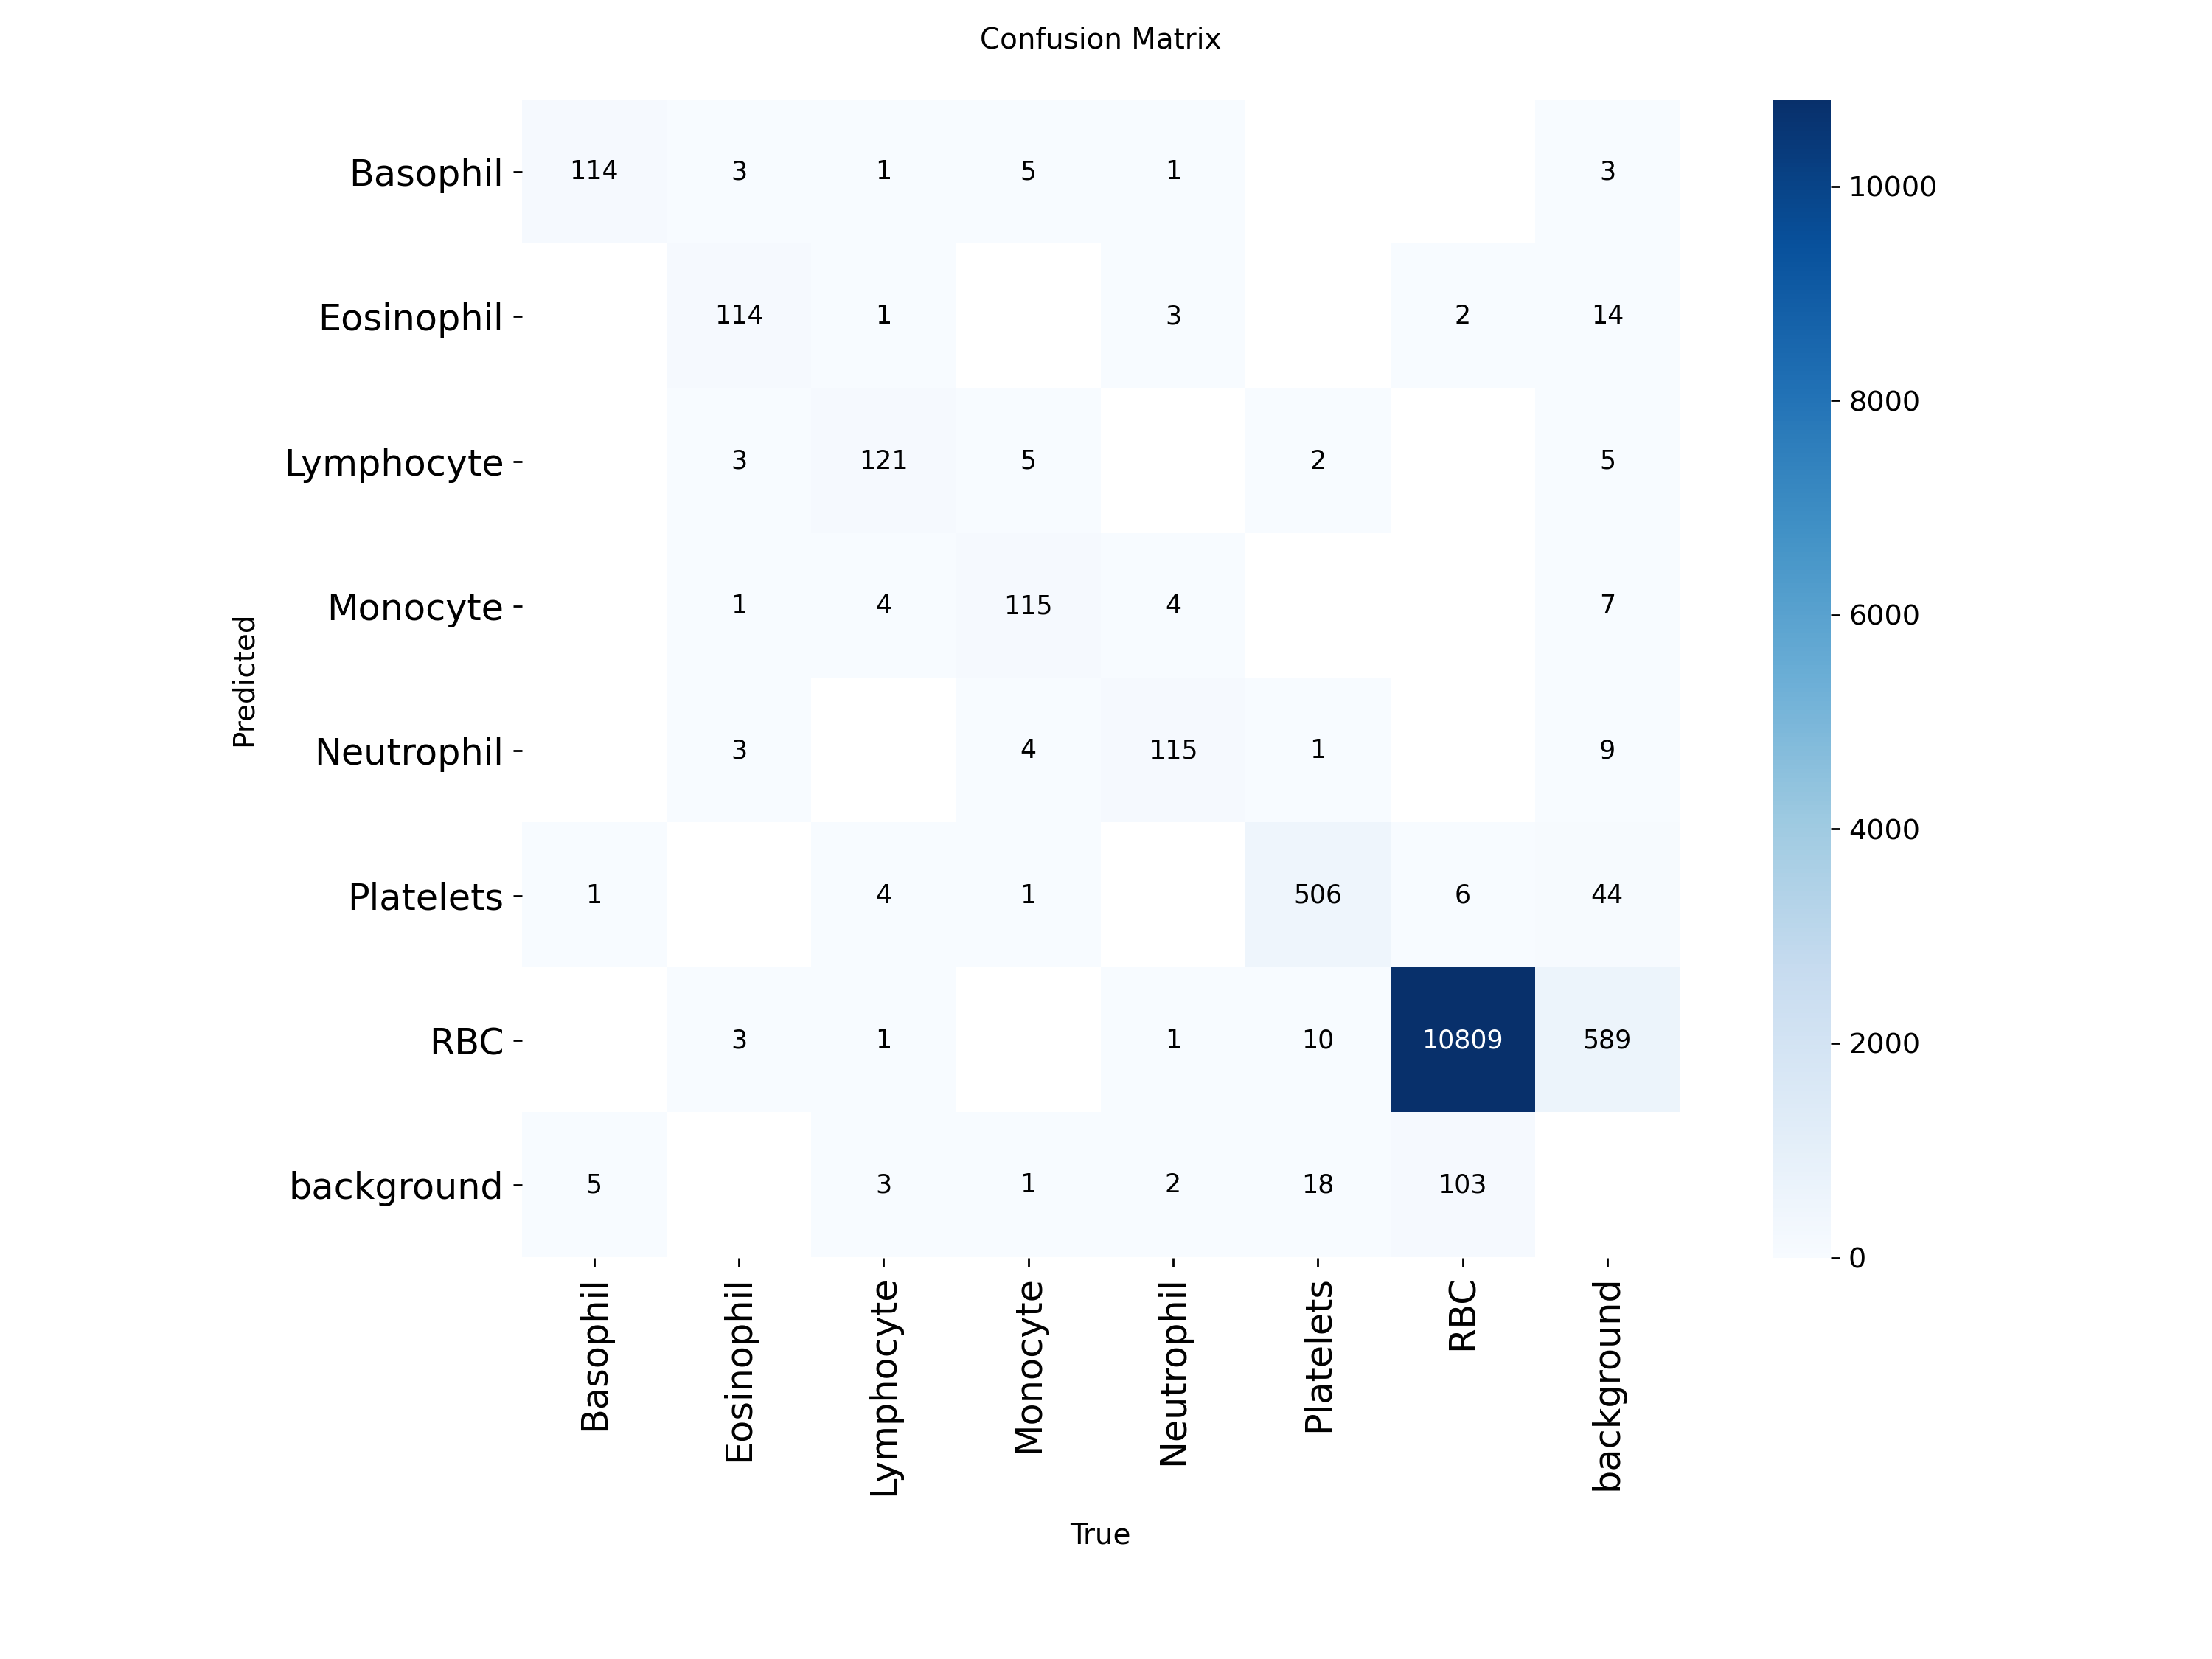 Confusion Matrix
Basophil 114 3 1 5 1 3
Eosinophil 114 1 3 2 14
Lymphocyte 3 121 5 2 5
Monocyte 1 4 115 4 7
Neutrophil 3 4 115 1 9
Platelets 1 4 1 506 6 44
RBC 3 1 1 10 10809 589
background 5 3 1 2 18 103
Predicted
Basophil Eosinophil Lymphocyte Monocyte Neutrophil Platelets RBC background
True
10000
8000
6000
4000
2000
0